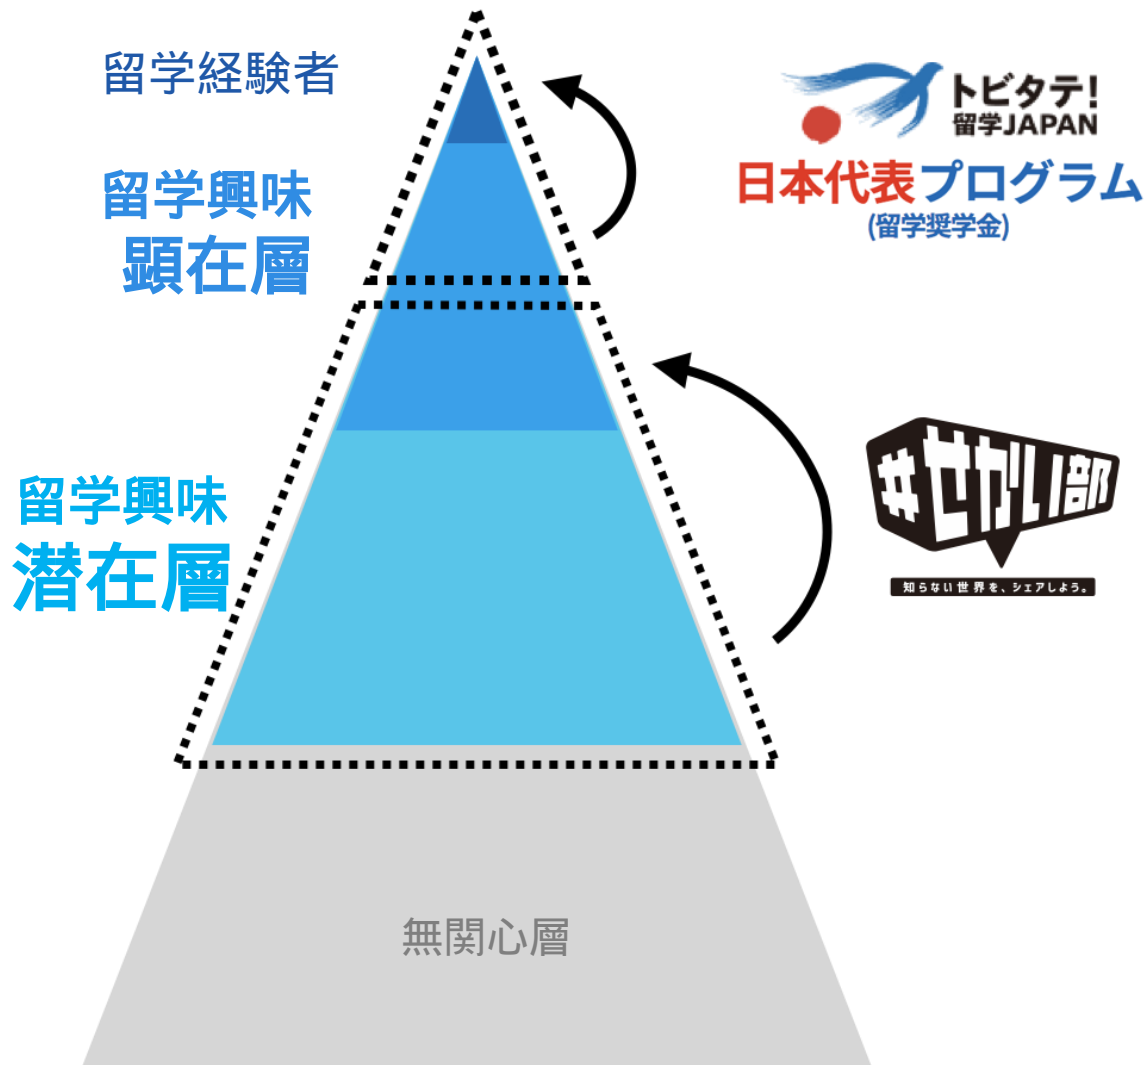 留学経験者
留学興味
顕在層
トビタテ!
留学JAPAN
日本代表プログラム
(留学奨学金)
留学興味
潜在層
#せかい部
知らない世界を、シェアしよう。
無関心層